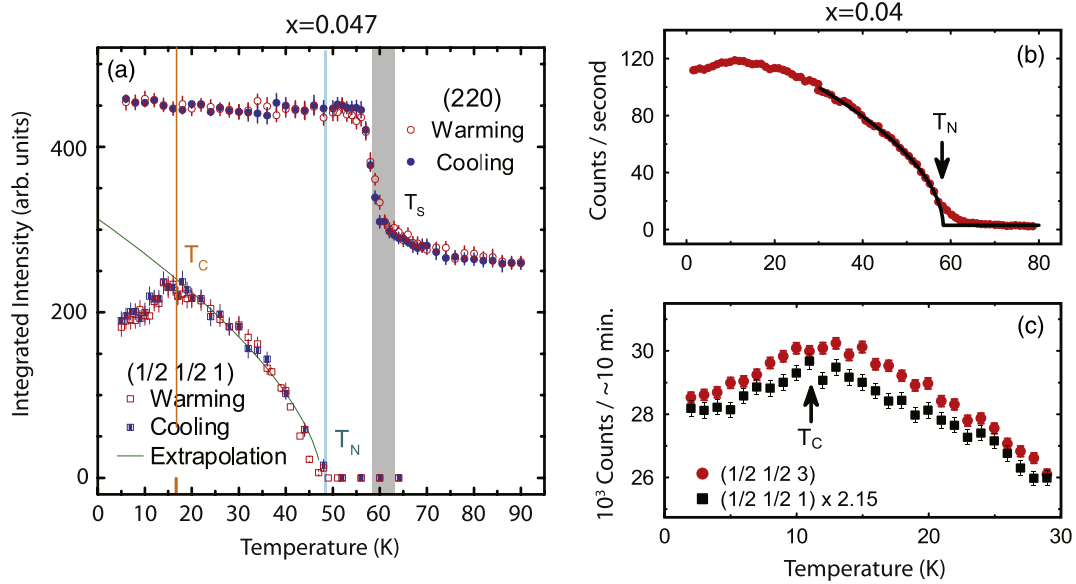 x=0.047
(a)
(220)
Warming
Cooling
T_S
T_C
(1/2 1/2 1)
Warming
Cooling
Extrapolation
T_N
Integrated Intensity (arb. units)
400
200
0
0 10 20 30 40 50 60 70 80 90
Temperature (K)
x=0.04
(b)
T_N
Counts / second
120
80
40
0
0 20 40 60 80
(c)
T_C
(1/2 1/2 3)
(1/2 1/2 1) x 2.15
10³ Counts / ~10 min.
30
28
26
0 10 20 30
Temperature (K)